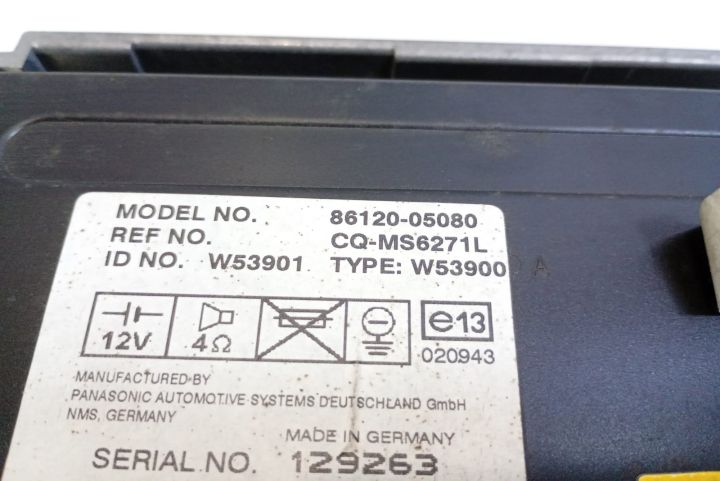 MODEL NO. 86120-05080
REF NO. CQ-MS6271L
ID NO. W53901 TYPE: W53900 A
12V 4Ω e13
020943
MANUFACTURED BY
PANASONIC AUTOMOTIVE SYSTEMS DEUTSCHLAND GmbH
NMS, GERMANY
MADE IN GERMANY
SERIAL NO. 129263